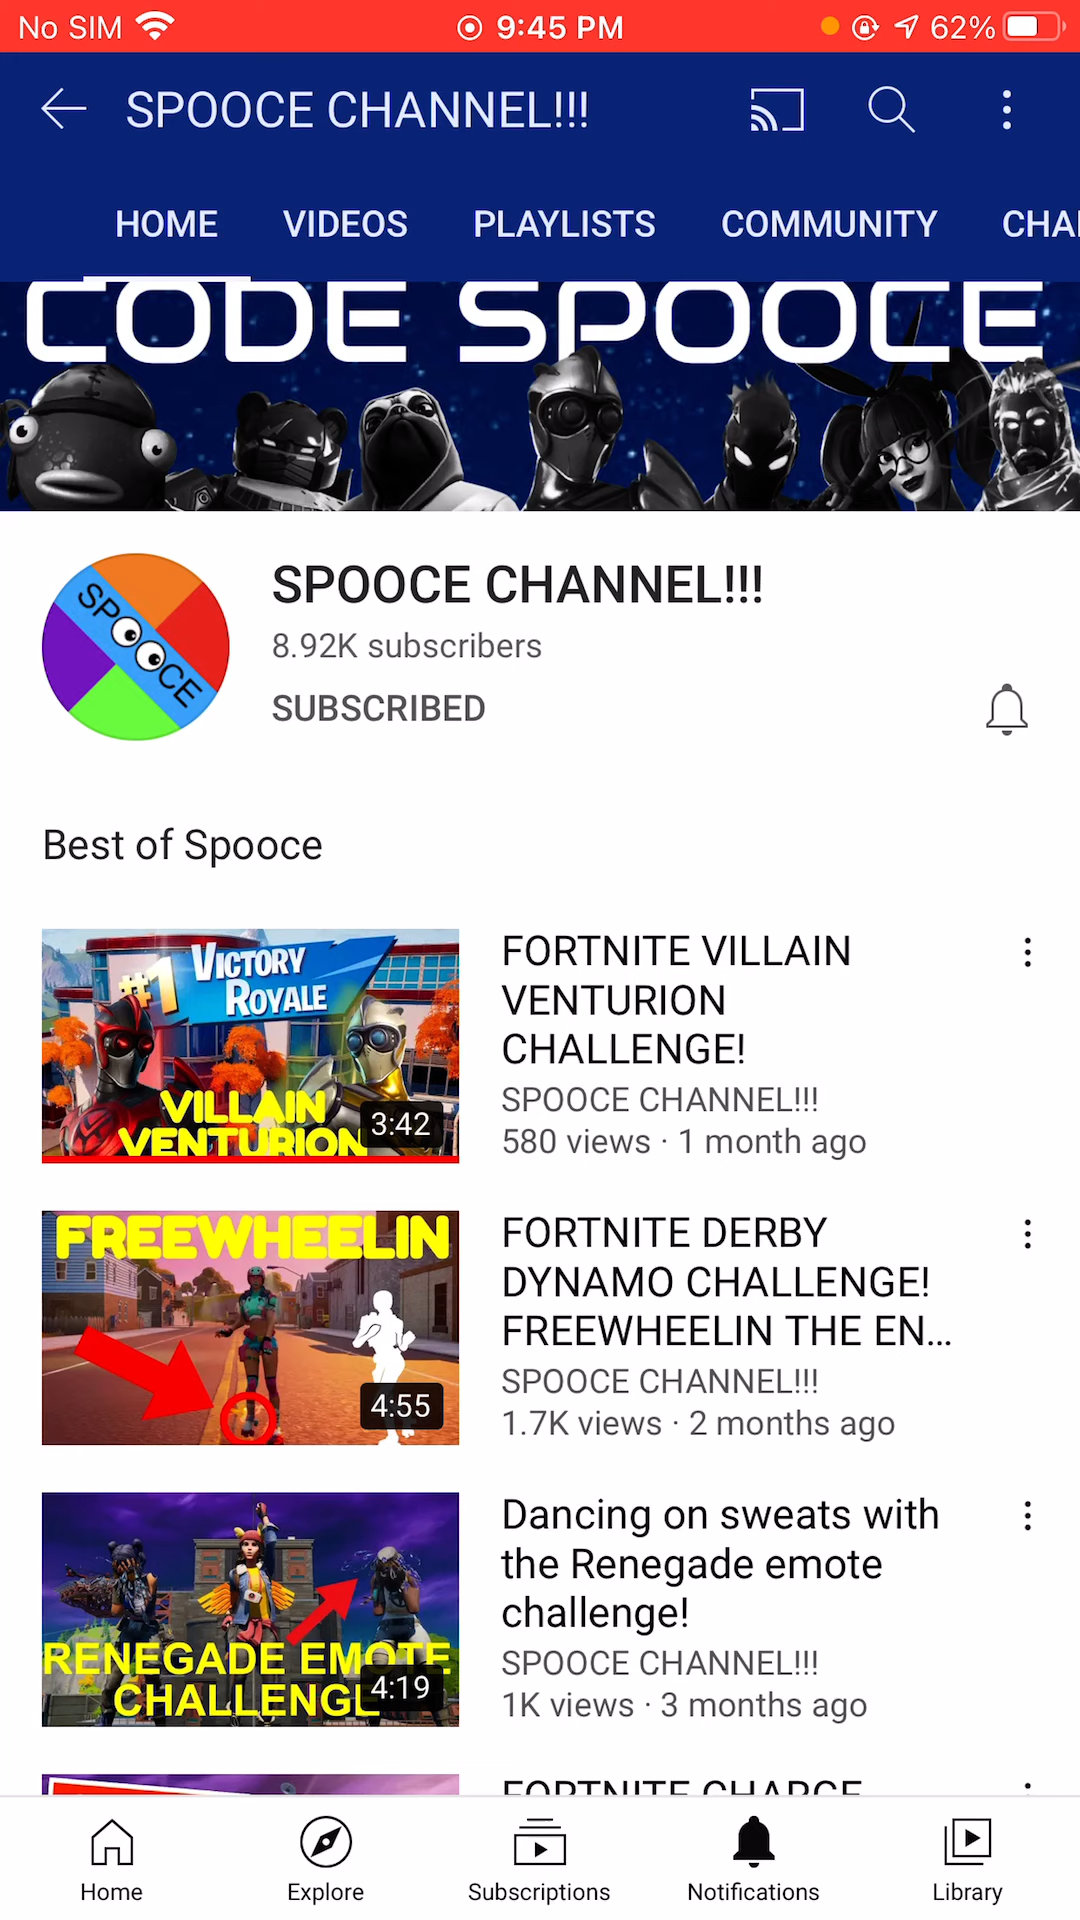 No SIM 9:45 PM 62%
SPOOCE CHANNEL!!!
HOME VIDEOS PLAYLISTS COMMUNITY CHA
CODE SPOOCE
SPOOCE
SPOOCE CHANNEL!!!
8.92K subscribers
SUBSCRIBED
Best of Spooce
#1 VICTORY
ROYALE
VILLAIN
VENTURION
3:42
FORTNITE VILLAIN
VENTURION
CHALLENGE!
SPOOCE CHANNEL!!!
580 views · 1 month ago
FREEWHEELIN
4:55
FORTNITE DERBY
DYNAMO CHALLENGE!
FREEWHEELIN THE EN...
SPOOCE CHANNEL!!!
1.7K views · 2 months ago
RENEGADE EMOTE
CHALLENGE
4:19
Dancing on sweats with
the Renegade emote
challenge!
SPOOCE CHANNEL!!!
1K views · 3 months ago
FORTNITE CHARGE
Home Explore Subscriptions Notifications Library